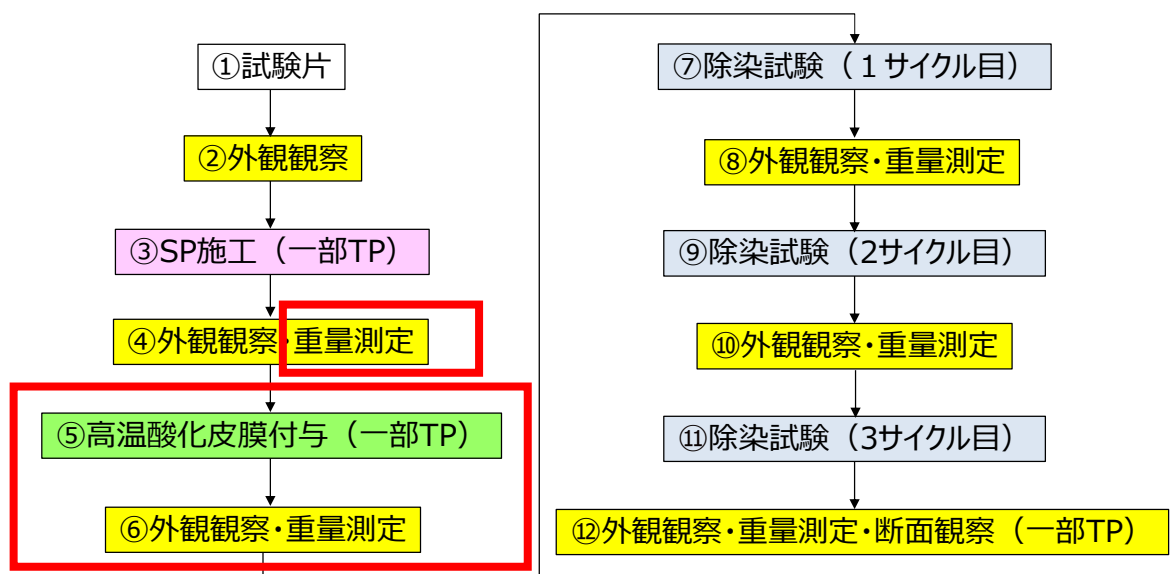 ①試験片
②外観観察
③SP施工（一部TP）
④外観観察・重量測定
⑤高温酸化皮膜付与（一部TP）
⑥外観観察・重量測定
⑦除染試験（１サイクル目）
⑧外観観察・重量測定
⑨除染試験（2サイクル目）
⑩外観観察・重量測定
⑪除染試験（3サイクル目）
⑫外観観察・重量測定・断面観察（一部TP）